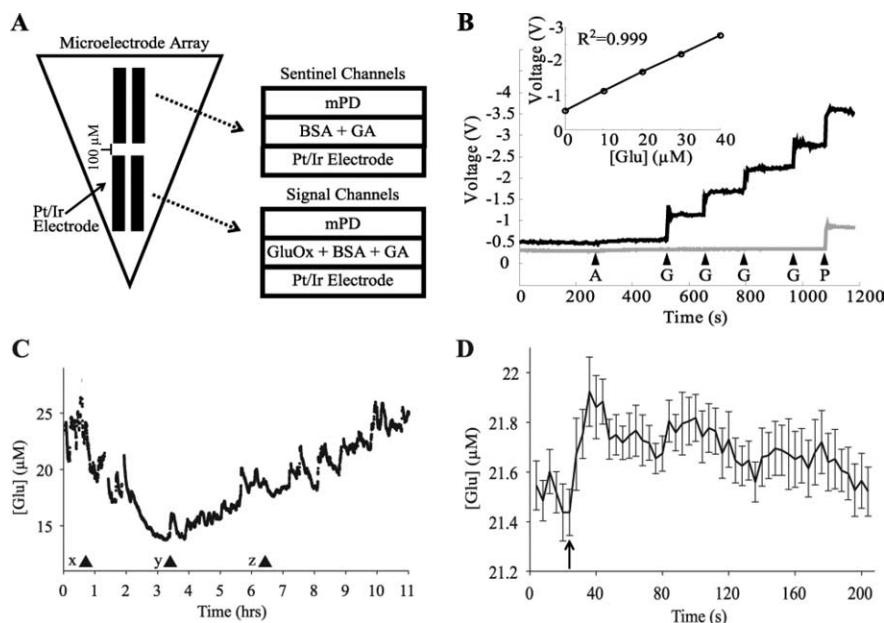 A
Microelectrode Array
100 µM
Pt/Ir
Electrode
Sentinel Channels
mPD
BSA + GA
Pt/Ir Electrode
Signal Channels
mPD
GluOx + BSA + GA
Pt/Ir Electrode
B
R²=0.999
Voltage (V)
-3
-2
-1
0
0 10 20 30 40
[Glu] (µM)
Voltage (V)
-4
-3.5
-3
-2
-1
-0.5
0
A G G G G P
0 200 400 600 800 1000 1200
Time (s)
C
[Glu] (µM)
25
20
15
x y z
0 1 2 3 4 5 6 7 8 9 10 11
Time (hrs)
D
[Glu] (µM)
22
21.8
21.6
21.4
21.2
0 40 80 120 160 200
Time (s)